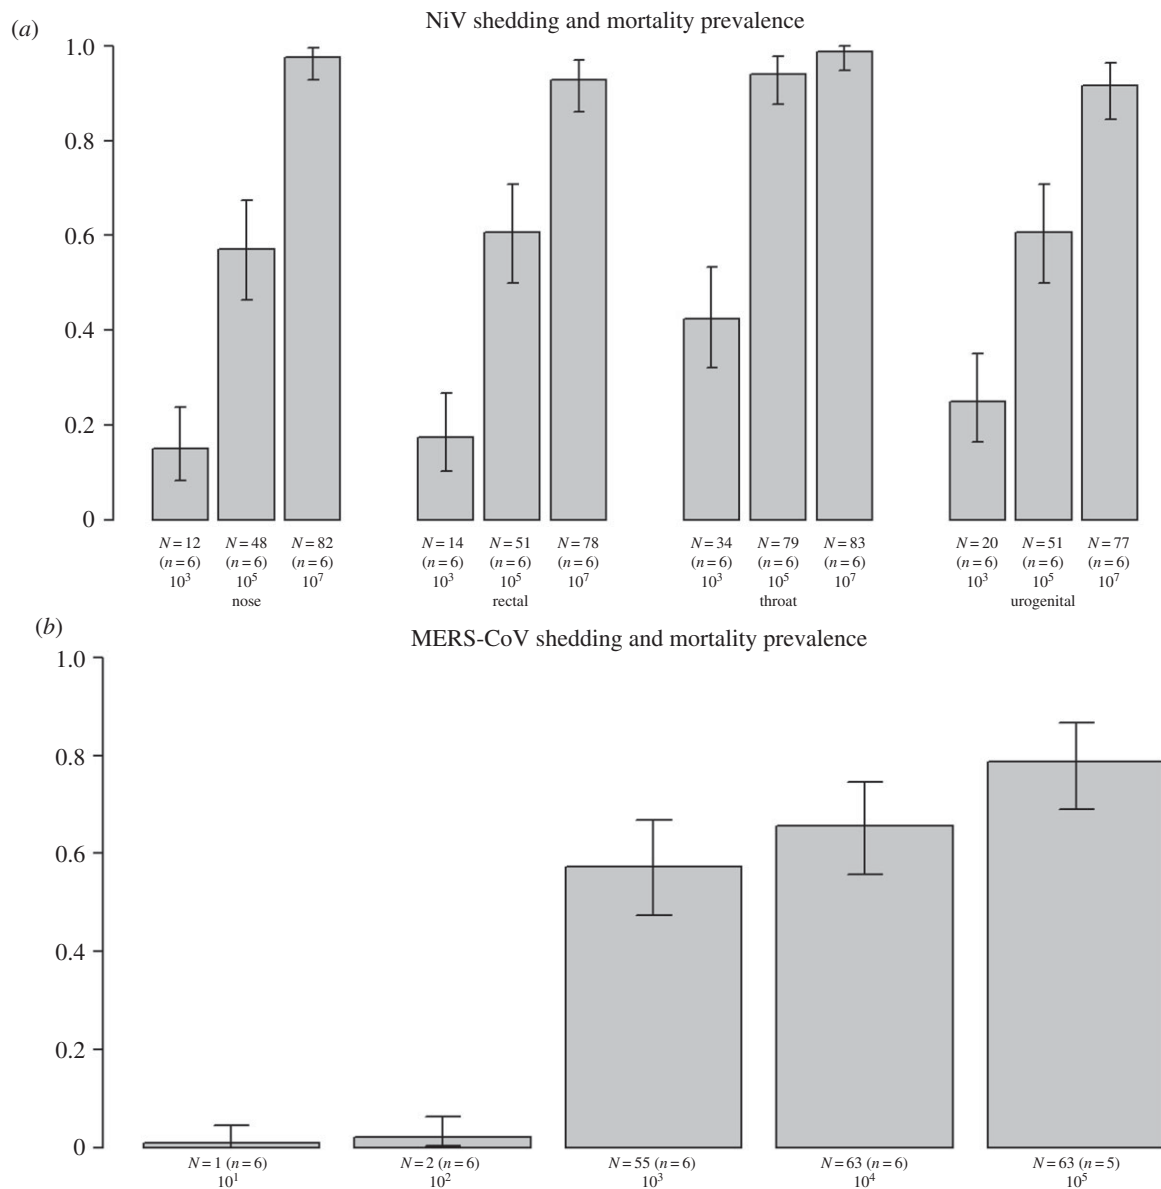 (a)
NiV shedding and mortality prevalence
1.0
0.8
0.6
0.4
0.2
0
N = 12 N = 48 N = 82 N = 14 N = 51 N = 78 N = 34 N = 79 N = 83 N = 20 N = 51 N = 77
(n = 6) (n = 6) (n = 6) (n = 6) (n = 6) (n = 6) (n = 6) (n = 6) (n = 6) (n = 6) (n = 6) (n = 6)
10³ 10⁵ 10⁷ 10³ 10⁵ 10⁷ 10³ 10⁵ 10⁷ 10³ 10⁵ 10⁷
nose rectal throat urogenital
(b)
MERS-CoV shedding and mortality prevalence
1.0
0.8
0.6
0.4
0.2
0
N = 1 (n = 6) N = 2 (n = 6) N = 55 (n = 6) N = 63 (n = 6) N = 63 (n = 5)
10¹ 10² 10³ 10⁴ 10⁵